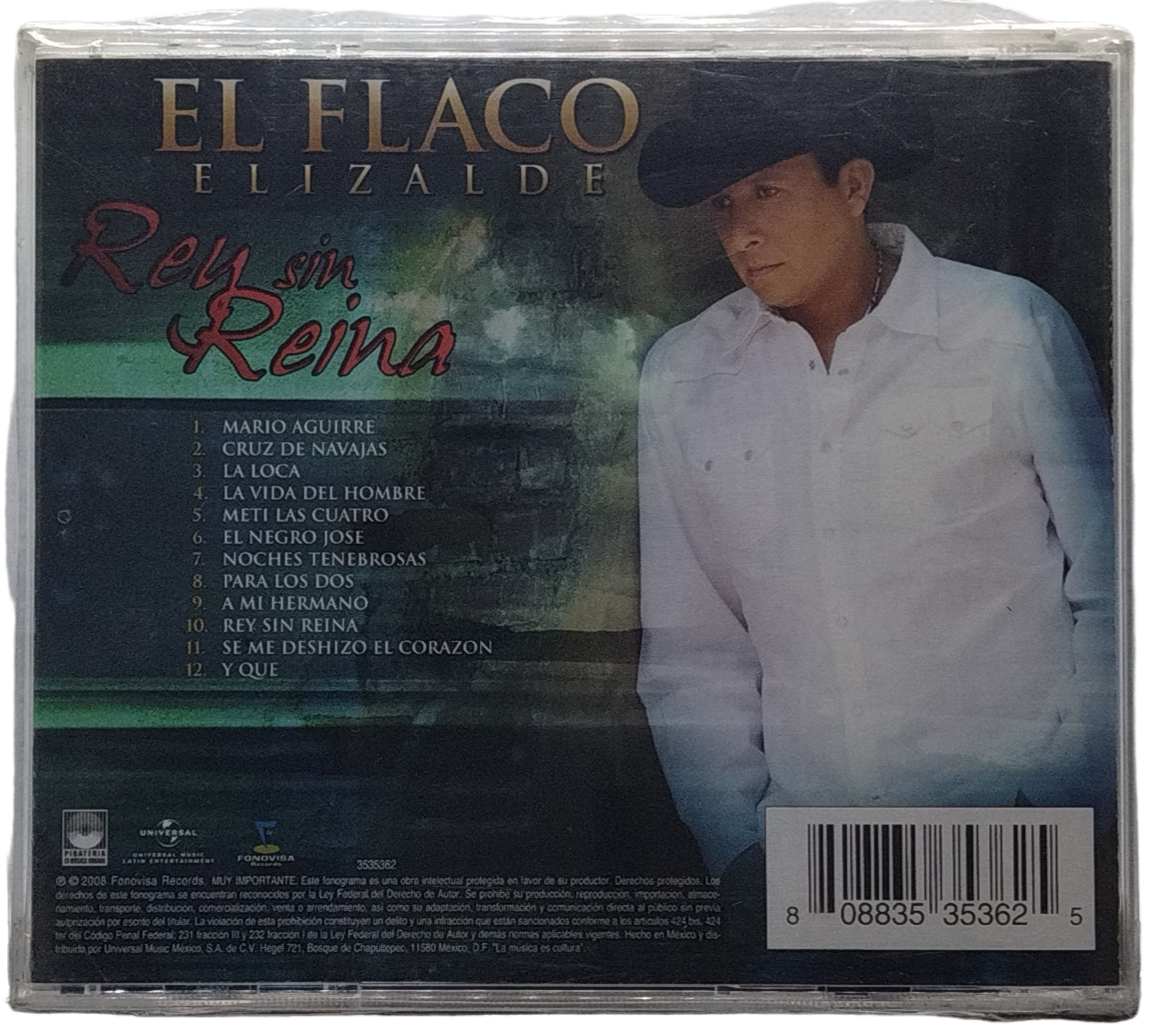 EL FLACO
ELIZALDE
Rey sin
Reina
1. MARIO AGUIRRE
2. CRUZ DE NAVAJAS
3. LA LOCA
4. LA VIDA DEL HOMBRE
5. METI LAS CUATRO
6. EL NEGRO JOSE
7. NOCHES TENEBROSAS
8. PARA LOS DOS
9. A MI HERMANO
10. REY SIN REINA
11. SE ME DESHIZO EL CORAZON
12. Y QUE
PIRATERIA
UNIVERSAL
UNIVERSAL MUSIC
LATIN ENTERTAINMENT
FONOVISA
Records
3535362
℗ © 2008 Fonovisa Records. MUY IMPORTANTE. Este fonograma es una obra intelectual protegida en favor de su productor. Derechos protegidos. Los
derechos de este fonograma se encuentran reconocidos por la Ley Federal del Derecho de Autor. Se prohibe su producción, reproducción, importación, almace-
namiento, transporte, distribución, comercialización, venta o arrendamiento, así como su adaptación, transformación y comunicación directa al público sin previa
autorización por escrito del titular. La violación de esta prohibición constituyen un delito y una infracción que están sancionados conforme a los artículos 424 bis, 424
ter del Código Penal Federal; 231 fracción III y 232 fracción I de la Ley Federal del Derecho de Autor y demás normas aplicables vigentes. Hecho en México y dis-
tribuido por Universal Music México, S.A. de C.V. Hegel 721, Bosque de Chapultepec, 11580 México, D.F. "La música es cultura".
8 08835 35362 5